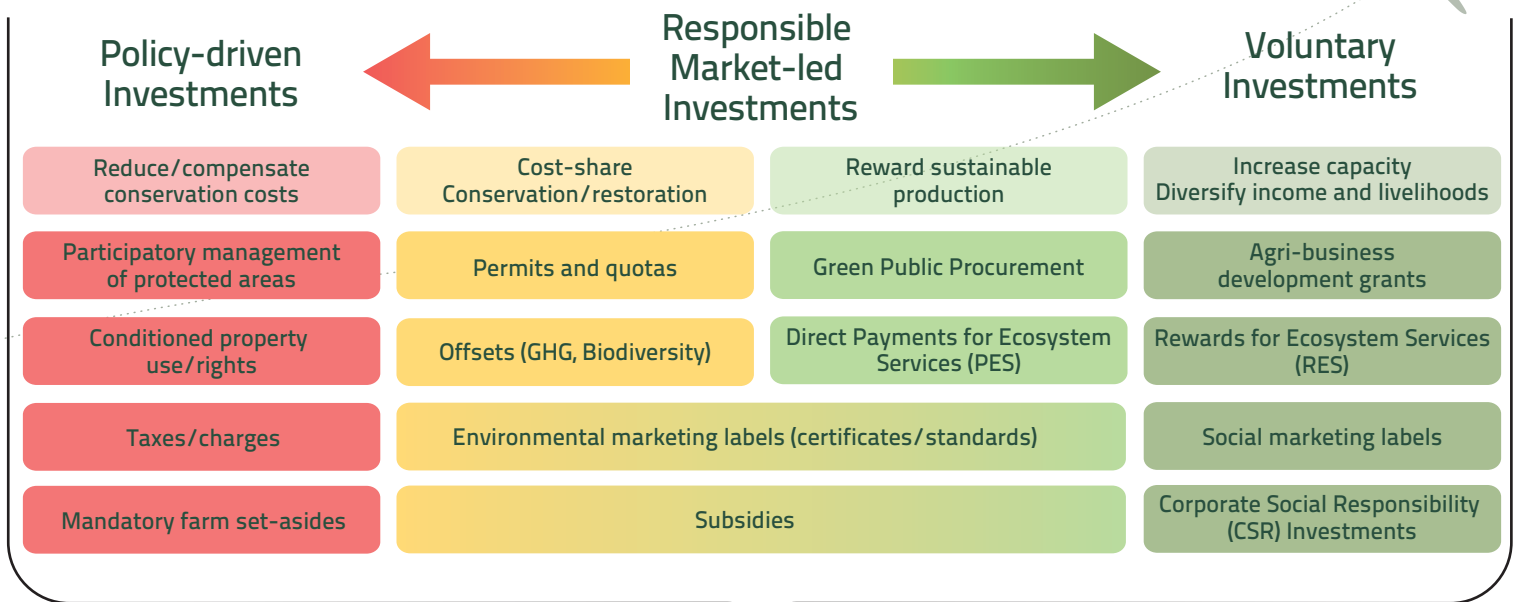 Policy-driven
Investments
Responsible
Market-led
Investments
Voluntary
Investments
Reduce/compensate
conservation costs
Cost-share
Conservation/restoration
Reward sustainable
production
Increase capacity
Diversify income and livelihoods
Participatory management
of protected areas
Permits and quotas
Green Public Procurement
Agri-business
development grants
Conditioned property
use/rights
Offsets (GHG, Biodiversity)
Direct Payments for Ecosystem
Services (PES)
Rewards for Ecosystem Services
(RES)
Taxes/charges
Environmental marketing labels (certificates/standards)
Social marketing labels
Mandatory farm set-asides
Subsidies
Corporate Social Responsibility
(CSR) Investments